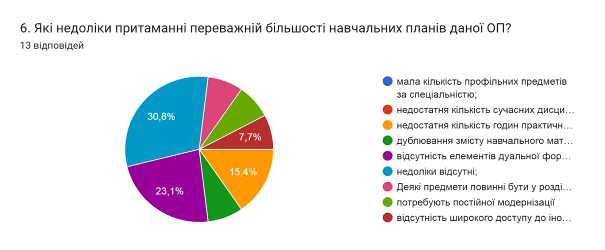 6. Які недоліки притаманні переважній більшості навчальних планів даної ОП?
13 відповідей
30,8%
7,7%
15,4%
23,1%
мала кількість профільних предметів
за спеціальністю;
недостатня кількість сучасних дисци…
недостатня кількість годин практичн…
дублювання змісту навчального мат…
відсутність елементів дуальної фор…
недоліки відсутні;
Деякі предмети повинні бути у розді…
потребують постійної модернізації
відсутність широкого доступу до іно…